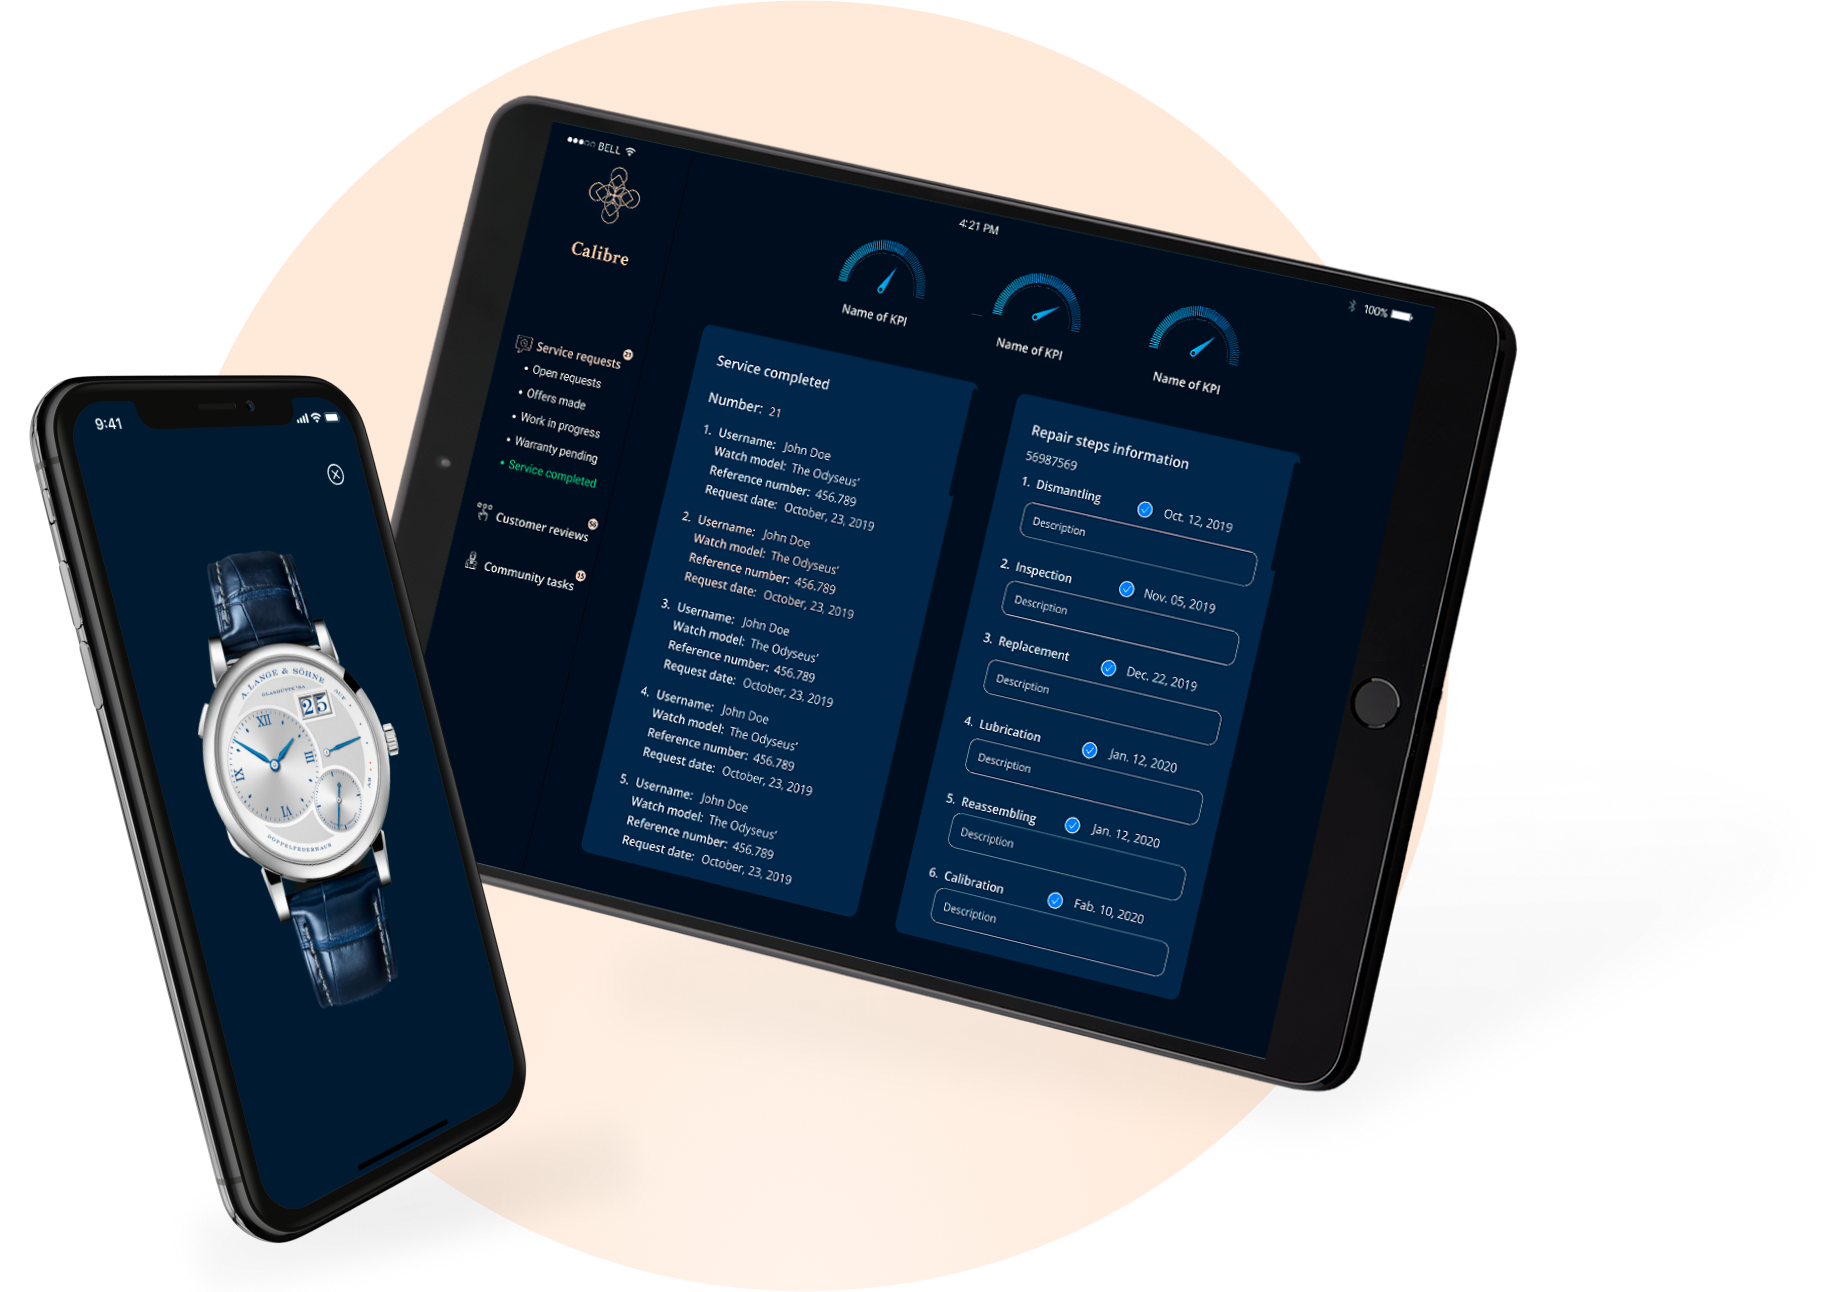 9:41
A. LANGE & SÖHNE
GLASHÜTTE I/SA
AUF
25
XII
III
IX
VI
AB
DOPPELFEDERHAUS
BELL
4:21 PM
100%
Calibre
Service requests 21
• Open requests
• Offers made
• Work in progress
• Warranty pending
• Service completed
Customer reviews 56
Community tasks 15
Name of KPI
Name of KPI
Name of KPI
Service completed
Number: 21
1. Username: John Doe
Watch model: The Odyseus’
Reference number: 456.789
Request date: October, 23, 2019
2. Username: John Doe
Watch model: The Odyseus’
Reference number: 456.789
Request date: October, 23, 2019
3. Username: John Doe
Watch model: The Odyseus’
Reference number: 456.789
Request date: October, 23, 2019
4. Username: John Doe
Watch model: The Odyseus’
Reference number: 456.789
Request date: October, 23, 2019
5. Username: John Doe
Watch model: The Odyseus’
Reference number: 456.789
Request date: October, 23, 2019
Repair steps information
56987569
1. Dismantling Oct. 12, 2019
Description
2. Inspection Nov. 05, 2019
Description
3. Replacement Dec. 22, 2019
Description
4. Lubrication Jan. 12, 2020
Description
5. Reassembling Jan. 12, 2020
Description
6. Calibration Fab. 10, 2020
Description